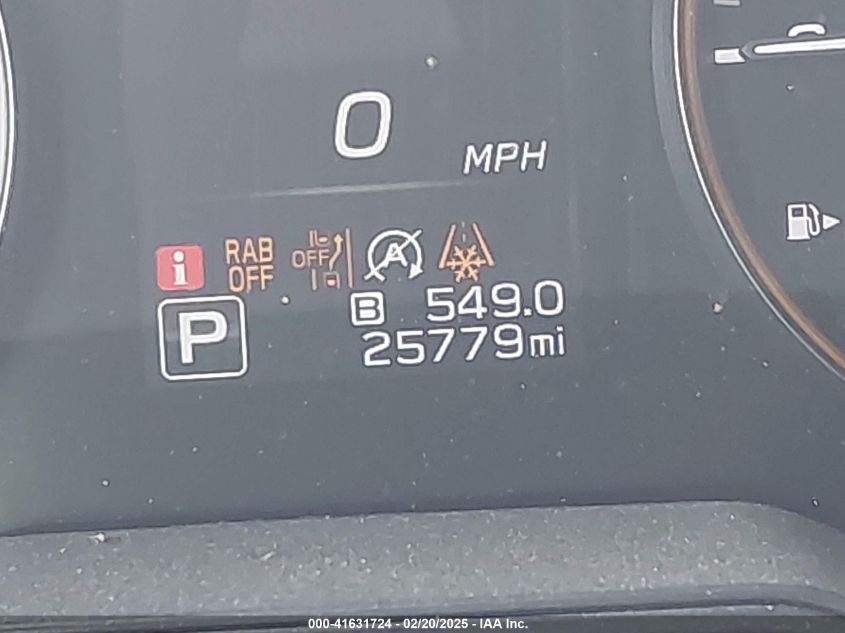 0
MPH
i RAB OFF OFF A
P B 549.0
25779mi
000-41631724 - 02/20/2025 - IAA Inc.